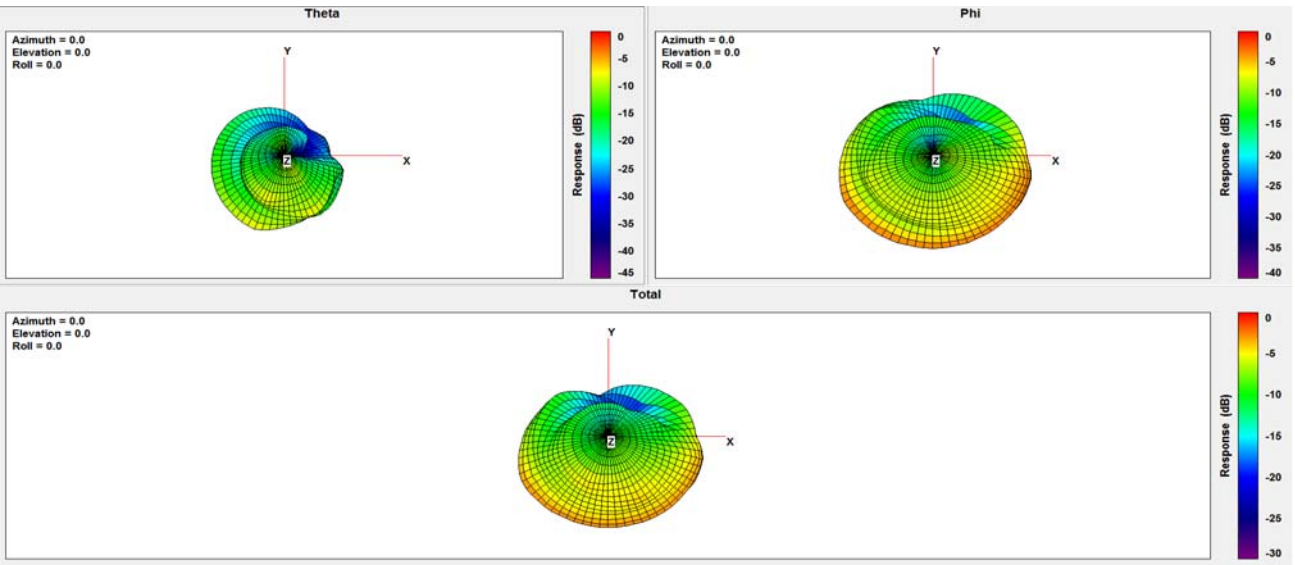 Theta
Azimuth = 0.0
Elevation = 0.0
Roll = 0.0
Y
X
Z
0
-5
-10
-15
-20
-25
-30
-35
-40
-45
Response (dB)
Phi
Azimuth = 0.0
Elevation = 0.0
Roll = 0.0
Y
X
Z
0
-5
-10
-15
-20
-25
-30
-35
-40
Response (dB)
Total
Azimuth = 0.0
Elevation = 0.0
Roll = 0.0
Y
X
Z
0
-5
-10
-15
-20
-25
-30
Response (dB)